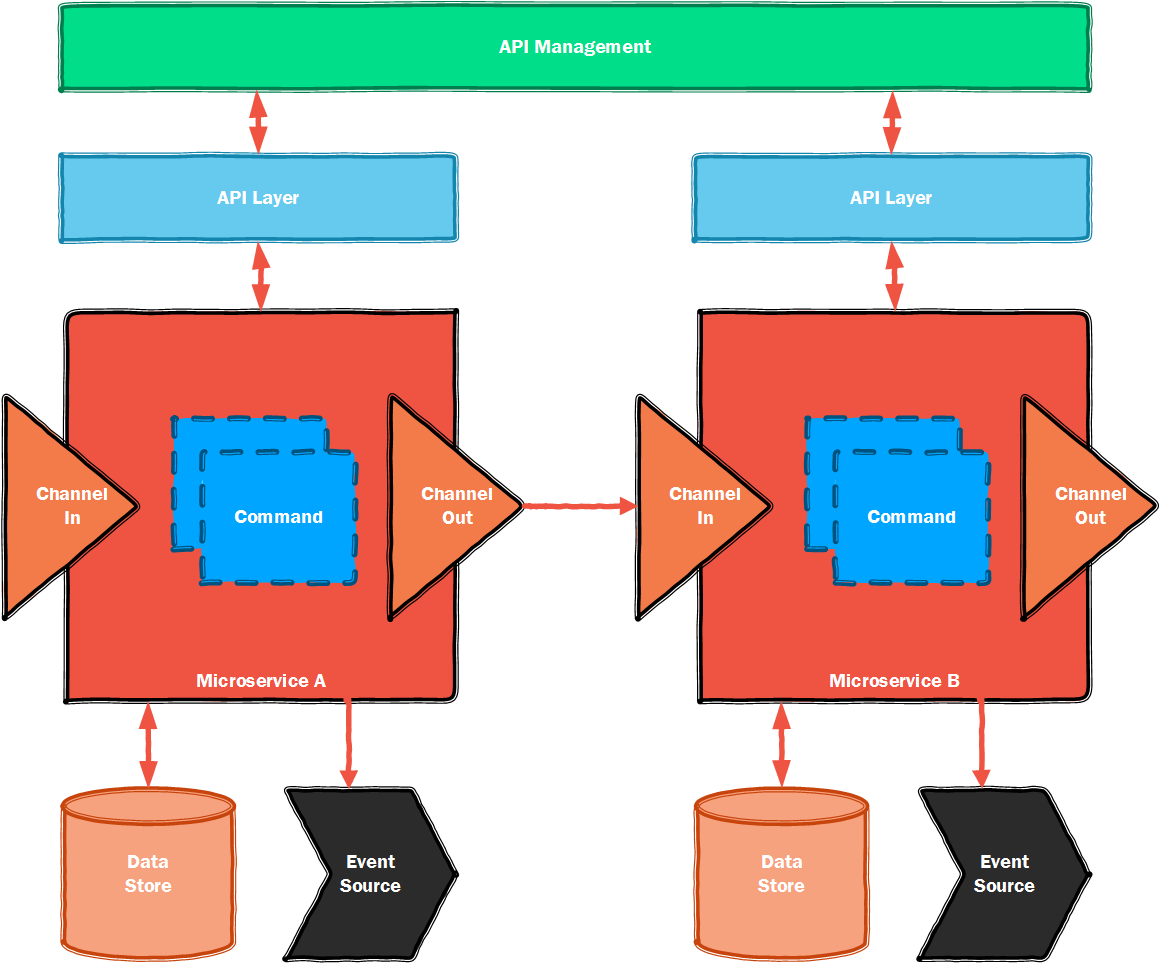 API Management
API Layer
API Layer
Channel
In
Command
Channel
Out
Microservice A
Channel
In
Command
Channel
Out
Microservice B
Data
Store
Event
Source
Data
Store
Event
Source